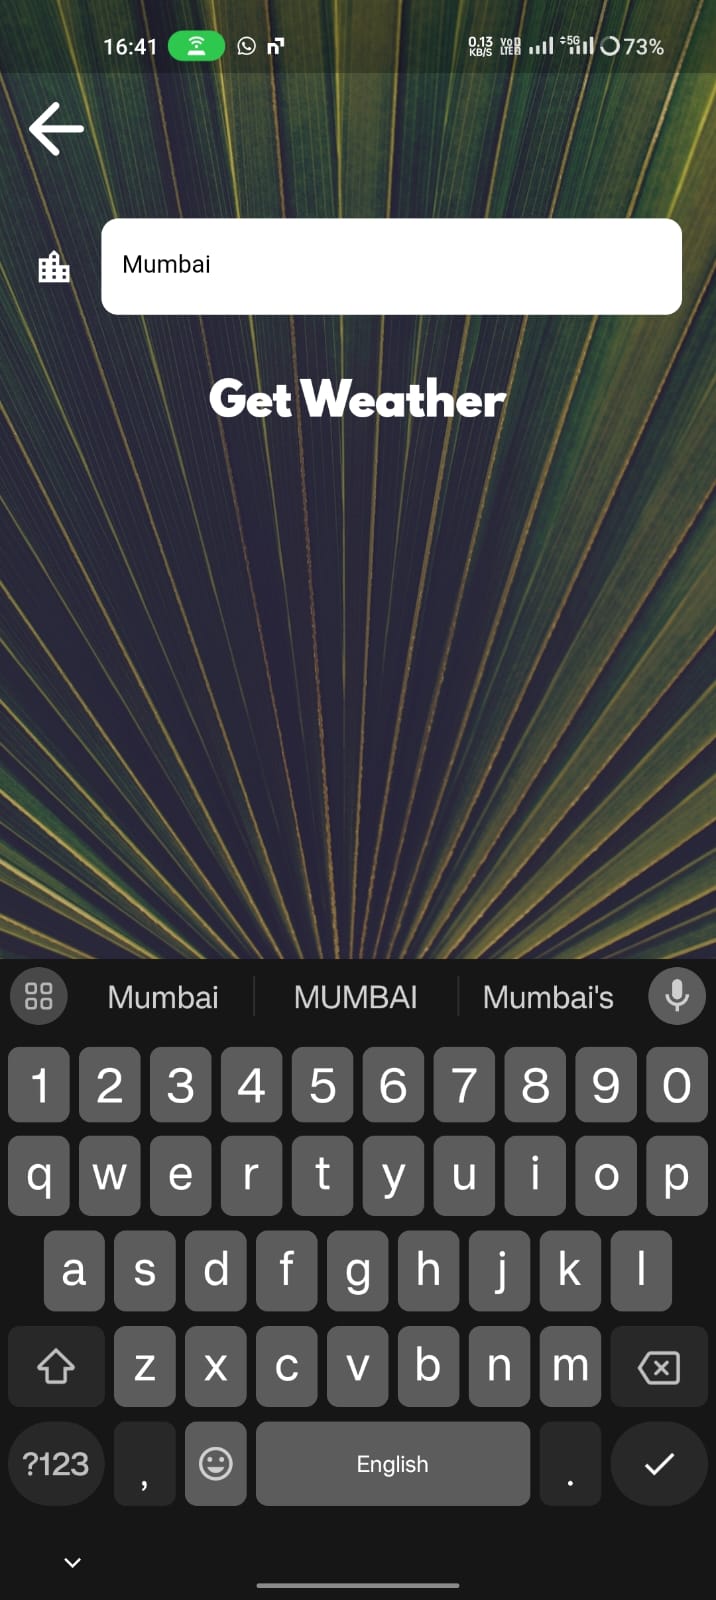 16:41 0.13 KB/S VoD LTE 5G 73%
Mumbai
Get Weather
Mumbai MUMBAI Mumbai's
1 2 3 4 5 6 7 8 9 0
q w e r t y u i o p
a s d f g h j k l
z x c v b n m
?123 , English .